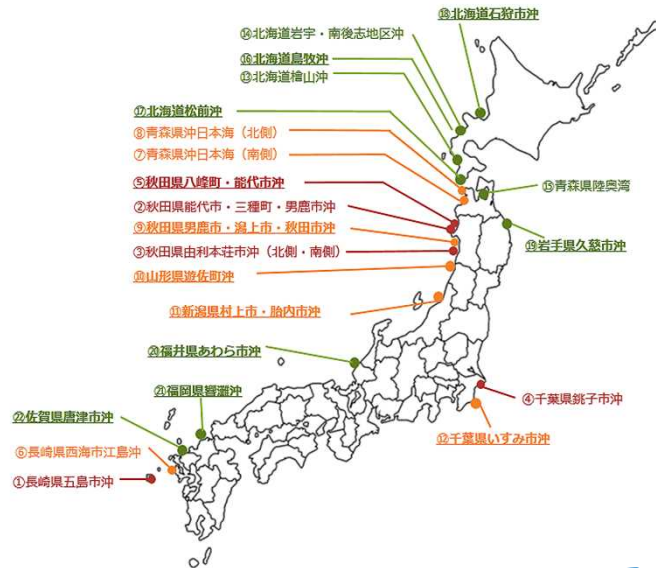 ⑱北海道石狩市沖
⑭北海道岩宇・南後志地区沖
⑯北海道島牧沖
⑬北海道檜山沖
⑰北海道松前沖
⑧青森県沖日本海（北側）
⑦青森県沖日本海（南側）
⑤秋田県八峰町・能代市沖
⑮青森県陸奥湾
②秋田県能代市・三種町・男鹿市沖
⑨秋田県男鹿市・潟上市・秋田市沖
⑲岩手県久慈市沖
③秋田県由利本荘市沖（北側・南側）
⑩山形県遊佐町沖
⑪新潟県村上市・胎内市沖
⑳福井県あわら市沖
㉑福岡県響灘沖
④千葉県銚子市沖
㉒佐賀県唐津市沖
⑫千葉県いすみ市沖
⑥長崎県西海市江島沖
①長崎県五島市沖